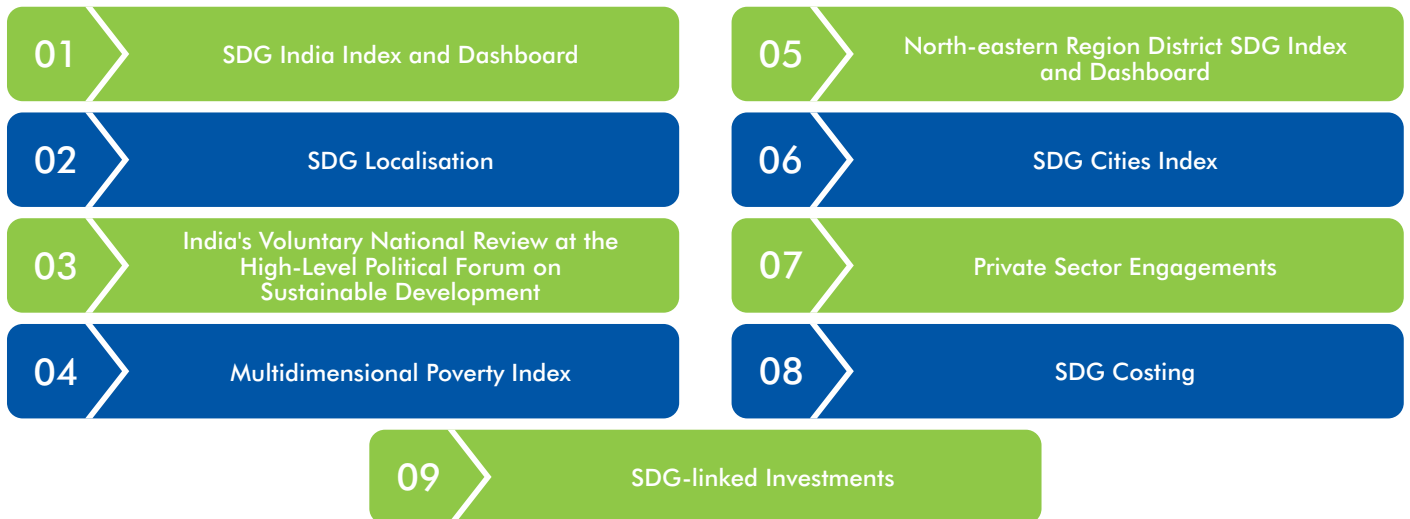 01
SDG India Index and Dashboard
02
SDG Localisation
03
India's Voluntary National Review at the
High-Level Political Forum on
Sustainable Development
04
Multidimensional Poverty Index
05
North-eastern Region District SDG Index
and Dashboard
06
SDG Cities Index
07
Private Sector Engagements
08
SDG Costing
09
SDG-linked Investments